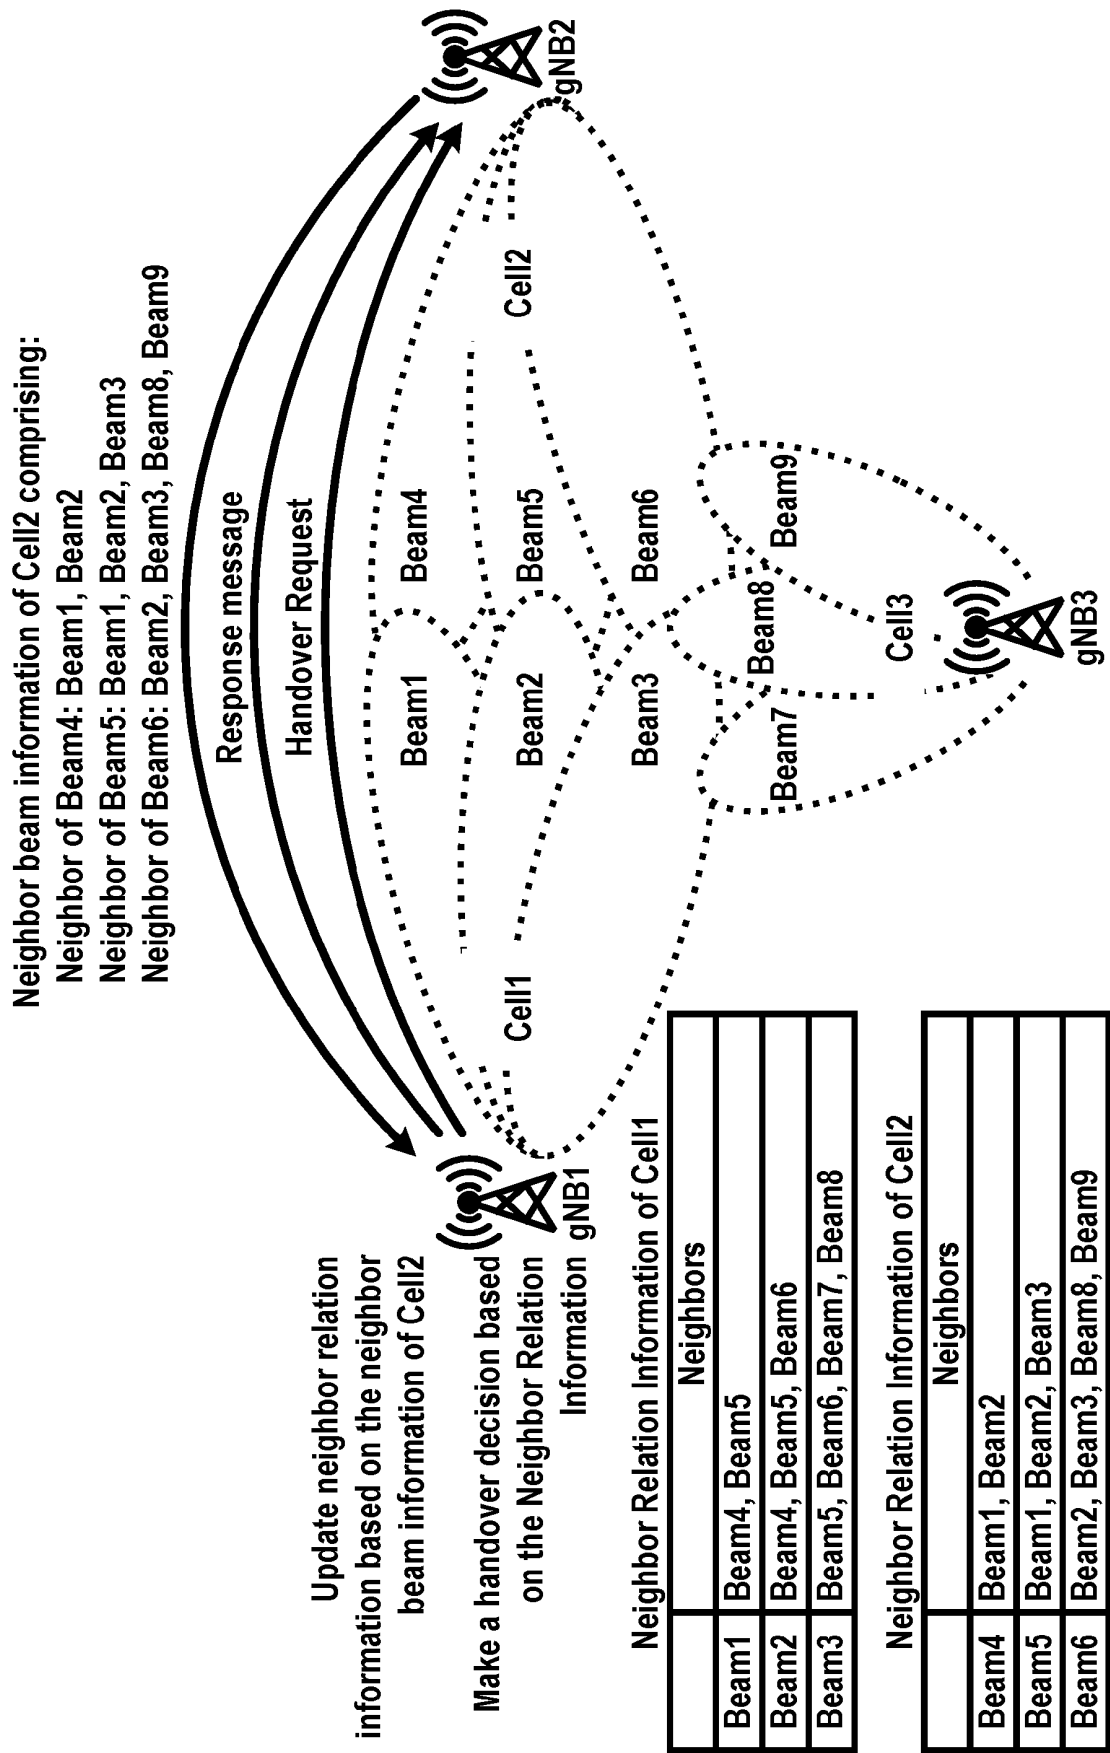 Neighbor beam information of Cell2 comprising:
Neighbor of Beam4: Beam1, Beam2
Neighbor of Beam5: Beam1, Beam2, Beam3
Neighbor of Beam6: Beam2, Beam3, Beam8, Beam9
Response message
Handover Request
Update neighbor relation
information based on the neighbor
beam information of Cell2
Make a handover decision based
on the Neighbor Relation
Information
gNB1
gNB2
Cell1
Cell2
Beam1
Beam4
Beam2
Beam5
Beam3
Beam6
Beam7
Beam8
Beam9
Cell3
gNB3
Neighbor Relation Information of Cell1
Neighbors
Beam1 Beam4, Beam5
Beam2 Beam4, Beam5, Beam6
Beam3 Beam5, Beam6, Beam7, Beam8
Neighbor Relation Information of Cell2
Neighbors
Beam4 Beam1, Beam2
Beam5 Beam1, Beam2, Beam3
Beam6 Beam2, Beam3, Beam8, Beam9